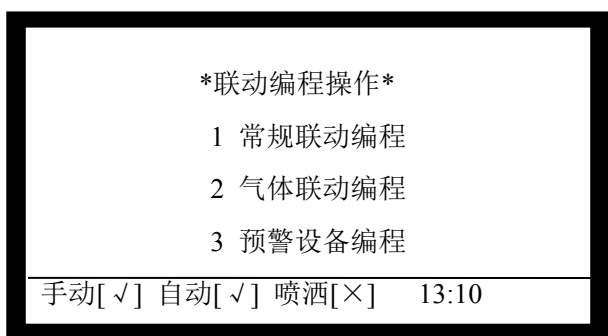 *联动编程操作*
1 常规联动编程
2 气体联动编程
3 预警设备编程
手动[√] 自动[√] 喷洒[×] 13:10